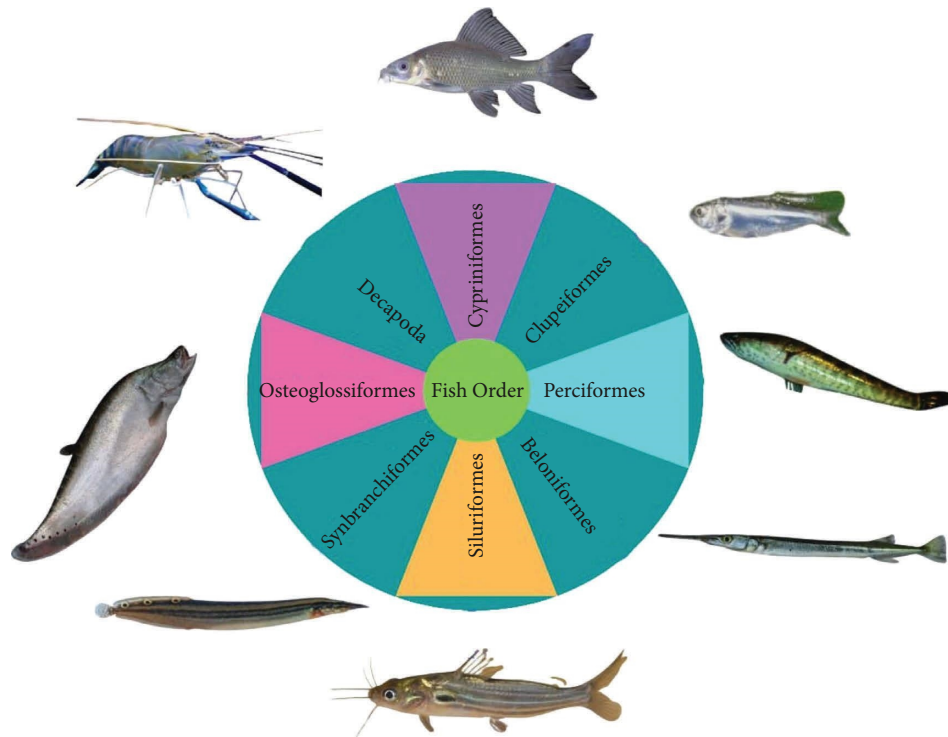 Cypriniformes
Clupeiformes
Decapoda
Osteoglossiformes
Fish Order
Perciformes
Synbranchiformes
Siluriformes
Beloniformes